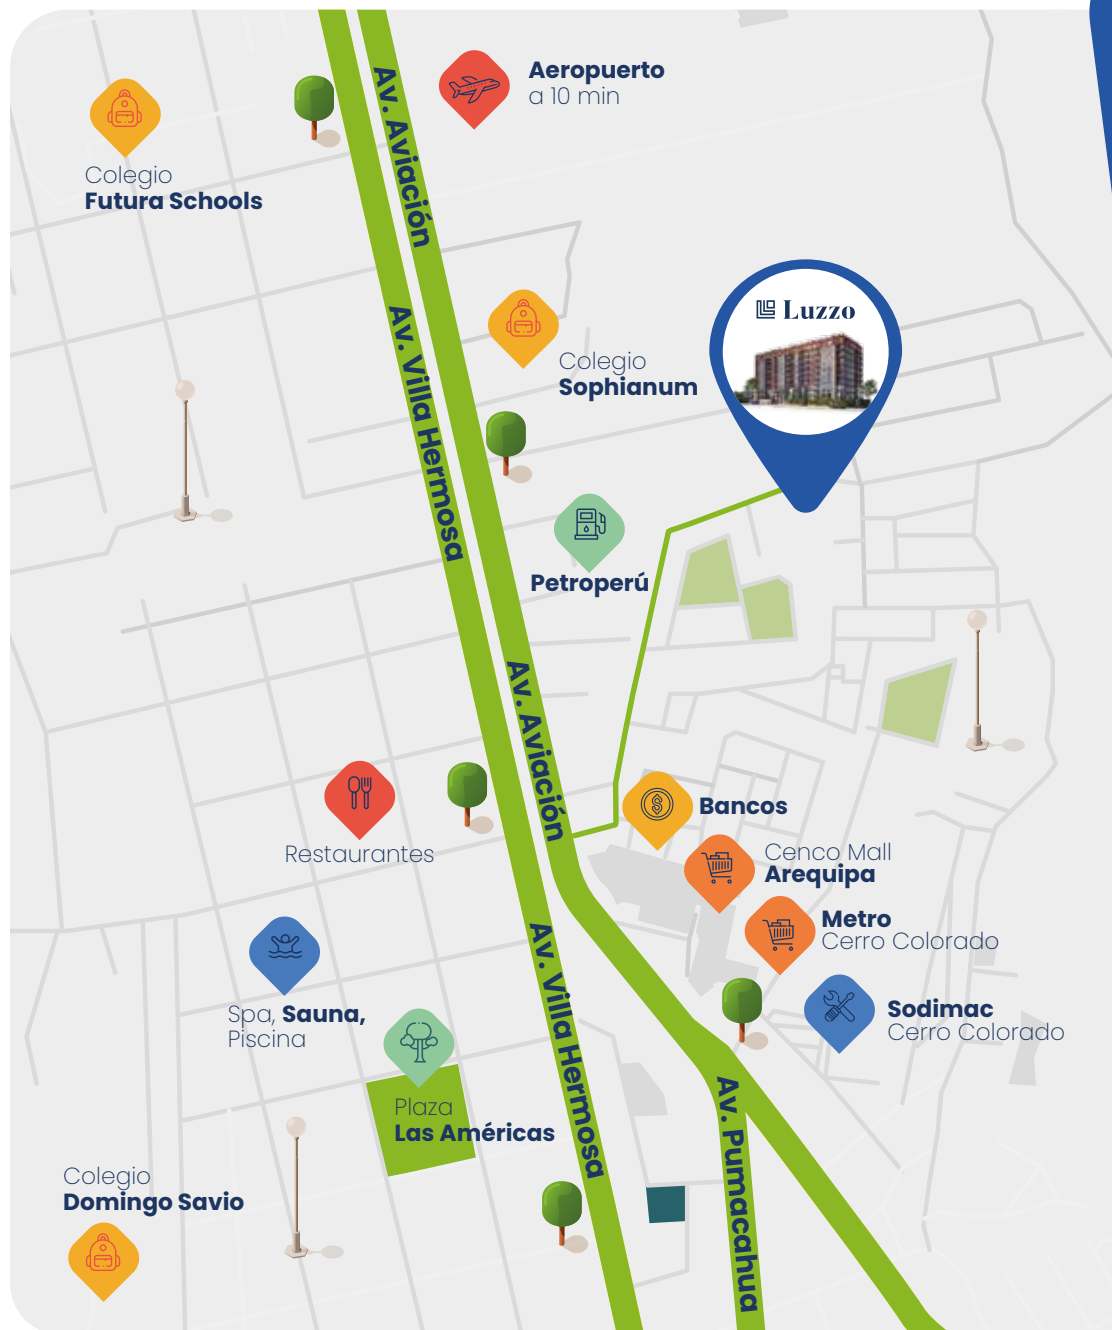 Aeropuerto
a 10 min
Av. Aviación
Colegio
Futura Schools
Luzzo
Av. Villa Hermosa
Colegio
Sophianum
Petroperú
Av. Aviación
Bancos
Restaurantes
Cenco Mall
Arequipa
Metro
Cerro Colorado
Av. Villa Hermosa
Spa, Sauna,
Piscina
Sodimac
Cerro Colorado
Plaza
Las Américas
Av. Pumacahua
Colegio
Domingo Savio